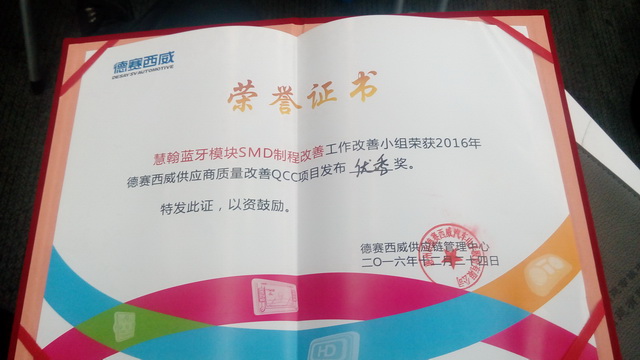 德赛西威
DESAY SV AUTOMOTIVE
荣誉证书
慧翰蓝牙模块SMD制程改善工作改善小组荣获2016年
德赛西威供应商质量改善QCC项目发布 优秀 奖。
特发此证，以资鼓励。
德赛西威供应链管理中心
二〇一六年十二月二十四日
HD